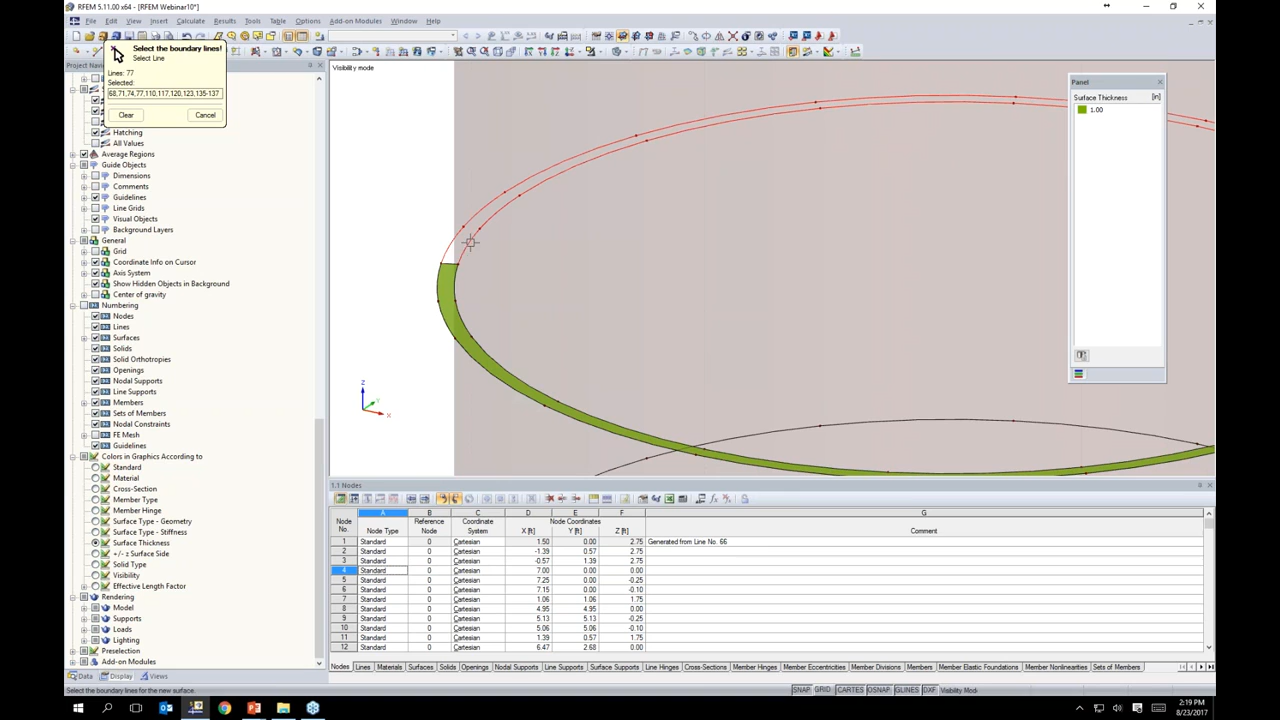 RFEM 5.11.00 x64 - [RFEM Webinar10*]
File Edit View Insert Calculate Results Tools Table Options Add-on Modules Window Help
Select the boundary lines!
Select Line
Lines: 77
Selected:
68,71,74,77,110,117,120,123,135-137
Clear Cancel
Hatching
All Values
Average Regions
Guide Objects
Dimensions
Comments
Guidelines
Line Grids
Visual Objects
Background Layers
General
Grid
Coordinate Info on Cursor
Axis System
Show Hidden Objects in Background
Center of gravity
Numbering
Nodes
Lines
Surfaces
Solids
Solid Orthotropies
Openings
Nodal Supports
Line Supports
Members
Sets of Members
Nodal Constraints
FE Mesh
Guidelines
Colors in Graphics According to
Standard
Material
Cross-Section
Member Type
Member Hinge
Surface Type - Geometry
Surface Type - Stiffness
Surface Thickness
+/- z Surface Side
Solid Type
Visibility
Effective Length Factor
Rendering
Model
Supports
Loads
Lighting
Preselection
Add-on Modules
Data Display Views
Visibility mode
Z
X
Panel
Surface Thickness [in]
1.00
1.1 Nodes
A B C D E F G
Node No. Node Type Reference Node Coordinate System Node Coordinates X [ft] Y [ft] Z [ft] Comment
1 Standard 0 Cartesian 1.50 0.00 2.75 Generated from Line No. 66
2 Standard 0 Cartesian -1.39 0.57 2.75
3 Standard 0 Cartesian -0.57 1.39 2.75
4 Standard 0 Cartesian 7.00 0.00 0.00
5 Standard 0 Cartesian 7.25 0.00 -0.25
6 Standard 0 Cartesian 7.15 0.00 -0.10
7 Standard 0 Cartesian 1.06 1.06 1.75
8 Standard 0 Cartesian 4.95 4.95 0.00
9 Standard 0 Cartesian 5.13 5.13 -0.25
10 Standard 0 Cartesian 5.06 5.06 -0.10
11 Standard 0 Cartesian 1.39 0.57 1.75
12 Standard 0 Cartesian 6.47 2.68 0.00
Nodes Lines Materials Surfaces Solids Openings Nodal Supports Line Supports Surface Supports Line Hinges Cross-Sections Member Hinges Member Eccentricities Member Divisions Members Member Elastic Foundations Member Nonlinearities Sets of Members
Select the boundary lines for the new surface.
SNAP GRID CARTES OSNAP GLINES DXF Visibility Mod
2:19 PM
8/23/2017